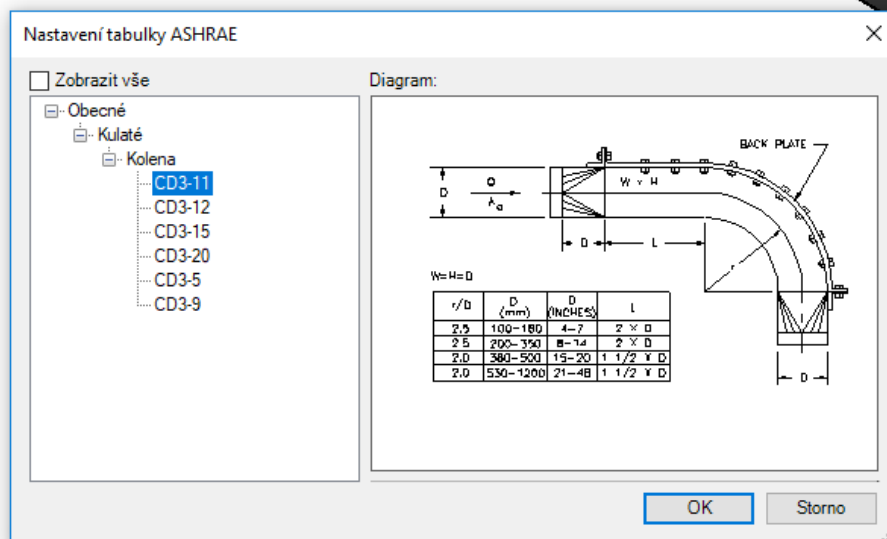 Nastavení tabulky ASHRAE
Zobrazit vše
Diagram:
Obecné
Kulaté
Kolena
CD3-11
CD3-12
CD3-15
CD3-20
CD3-5
CD3-9
BACK PLATE
W × H
D
Q
A₀
D
L
r
W=H=D
r/D D (mm) D (INCHES) L
2.5 100-180 4-7 2 X D
2.5 200-350 8-14 2 X D
2.0 380-500 15-20 1 1/2 X D
2.0 530-1200 21-48 1 1/2 X D
D
OK Storno